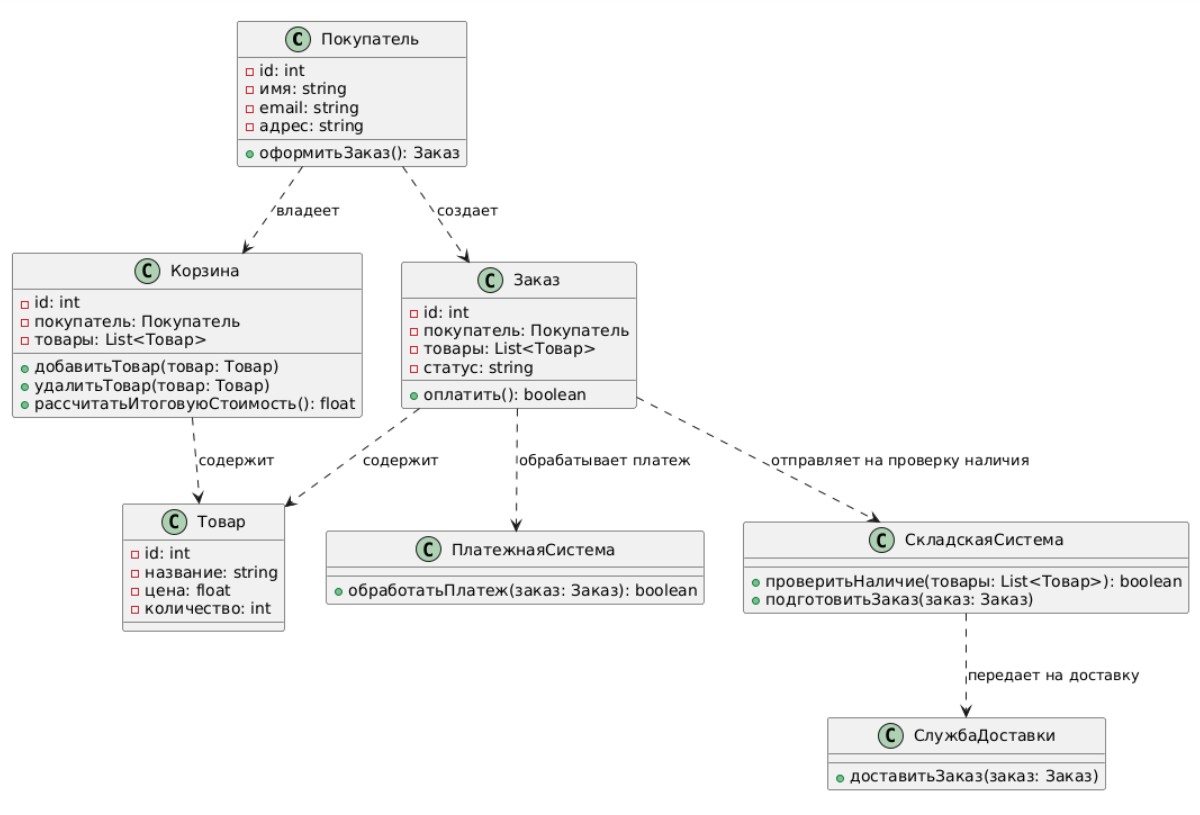 Покупатель
id: int
имя: string
email: string
адрес: string
оформитьЗаказ(): Заказ
владеет
создает
Корзина
id: int
покупатель: Покупатель
товары: List<Товар>
добавитьТовар(товар: Товар)
удалитьТовар(товар: Товар)
рассчитатьИтоговуюСтоимость(): float
Заказ
id: int
покупатель: Покупатель
товары: List<Товар>
статус: string
оплатить(): boolean
содержит
содержит
обрабатывает платеж
отправляет на проверку наличия
Товар
id: int
название: string
цена: float
количество: int
ПлатежнаяСистема
обработатьПлатеж(заказ: Заказ): boolean
СкладскаяСистема
проверитьНаличие(товары: List<Товар>): boolean
подготовитьЗаказ(заказ: Заказ)
передает на доставку
СлужбаДоставки
доставитьЗаказ(заказ: Заказ)